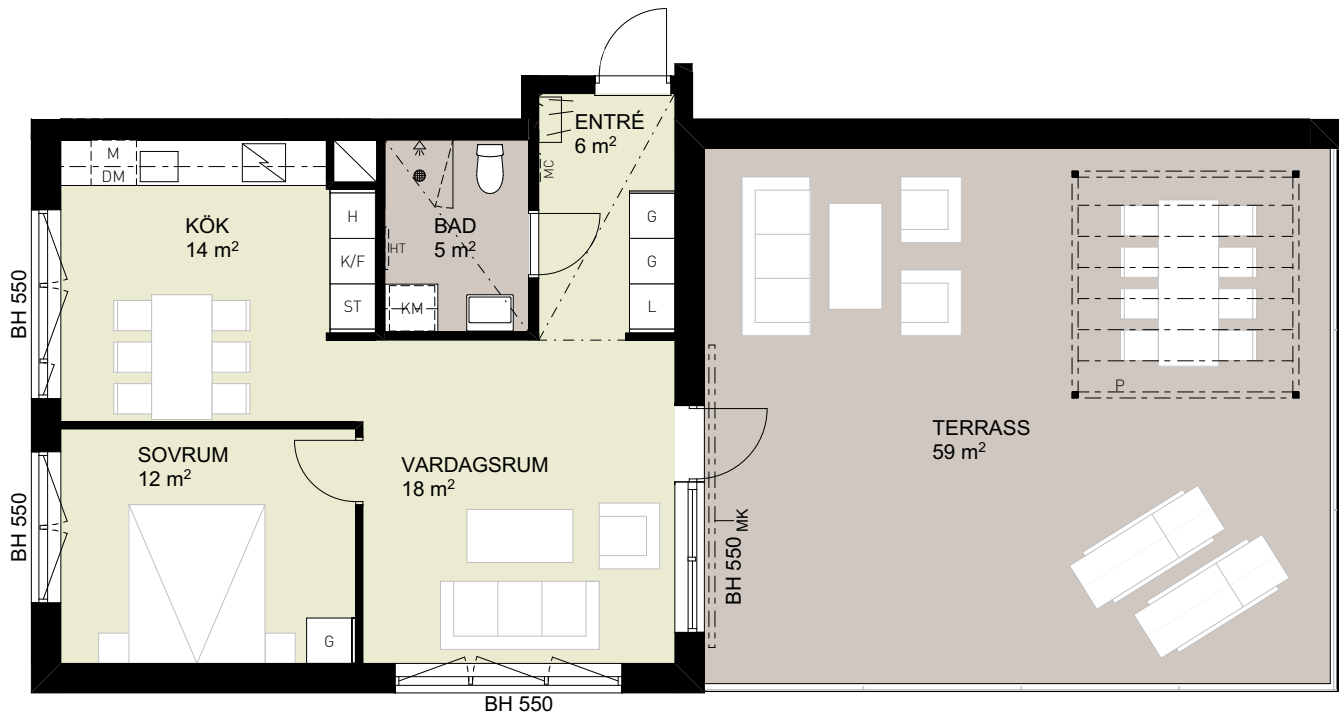 ENTRÉ
6 m²
MC
M
DM
KÖK
14 m²
H
K/F
ST
HT
BAD
5 m²
KM
G
G
L
P
BH 550
TERRASS
59 m²
SOVRUM
12 m²
VARDAGSRUM
18 m²
BH 550
MK
BH 550
G
BH 550